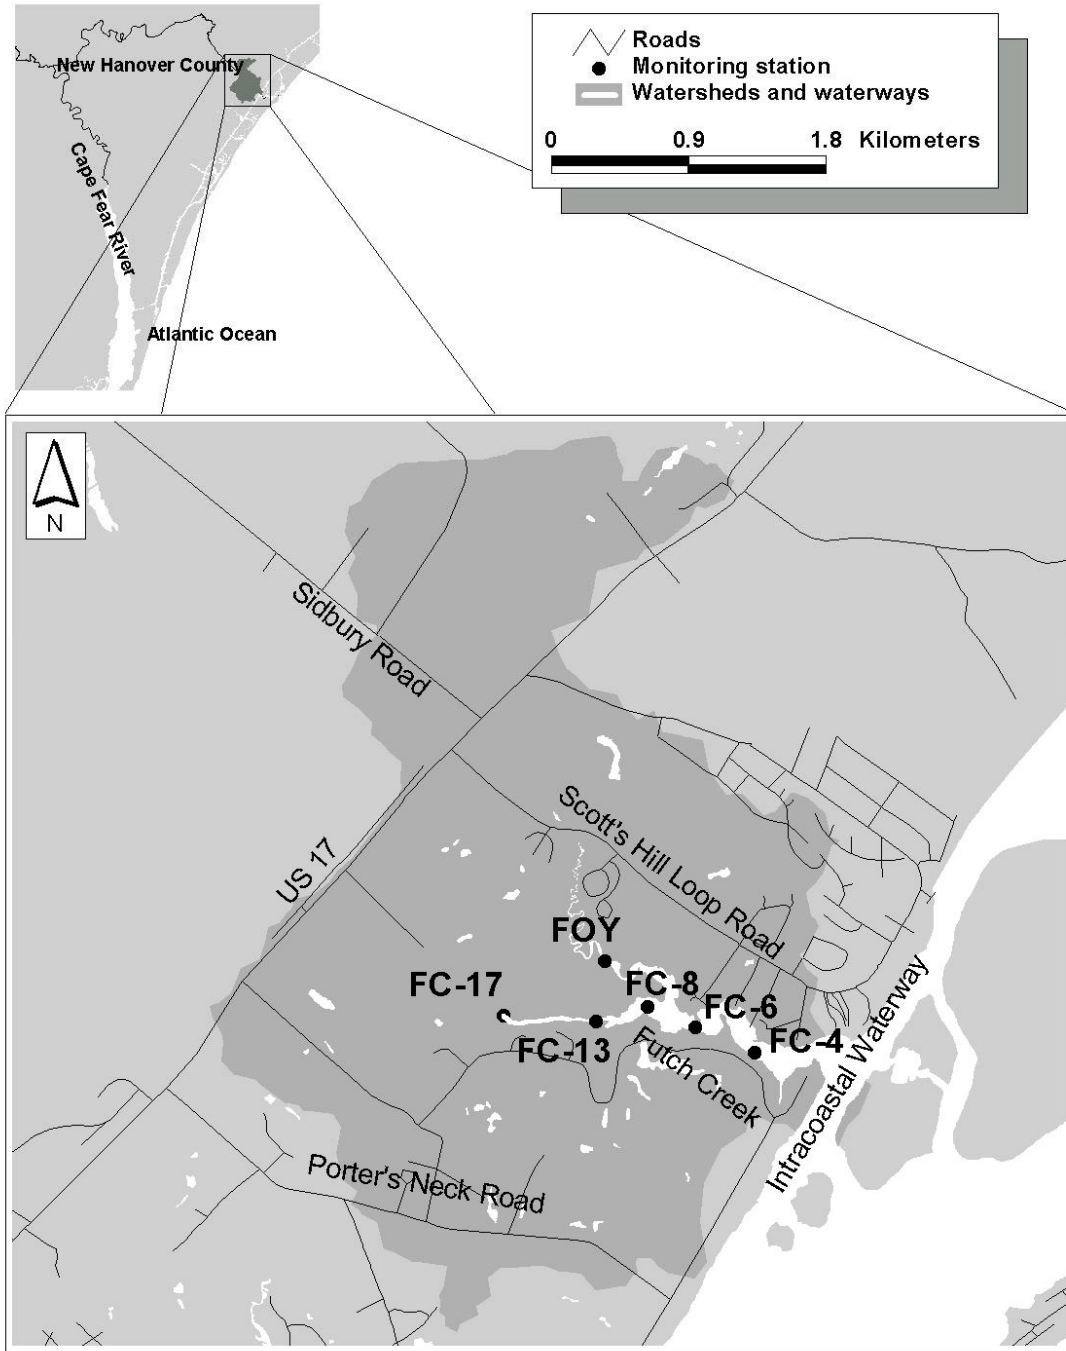 New Hanover County
Cape Fear River
Atlantic Ocean
Roads
Monitoring station
Watersheds and waterways
0 0.9 1.8 Kilometers
N
Sidbury Road
US 17
Scott's Hill Loop Road
FOY
FC-17
FC-8
FC-6
FC-13
FC-4
Futch Creek
Intracoastal Waterway
Porter's Neck Road